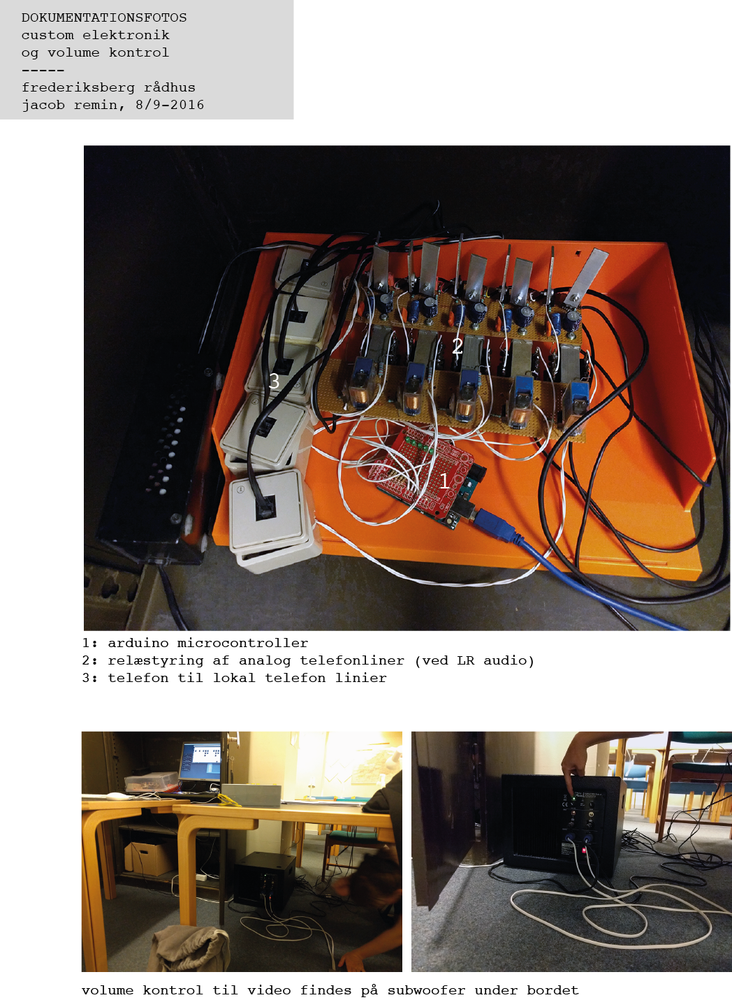 DOKUMENTATIONSFOTOS
custom elektronik
og volume kontrol
-----
frederiksberg rådhus
jacob remin, 8/9-2016
2
3
1
1: arduino microcontroller
2: relæstyring af analog telefonliner (ved LR audio)
3: telefon til lokal telefon linier
volume kontrol til video findes på subwoofer under bordet